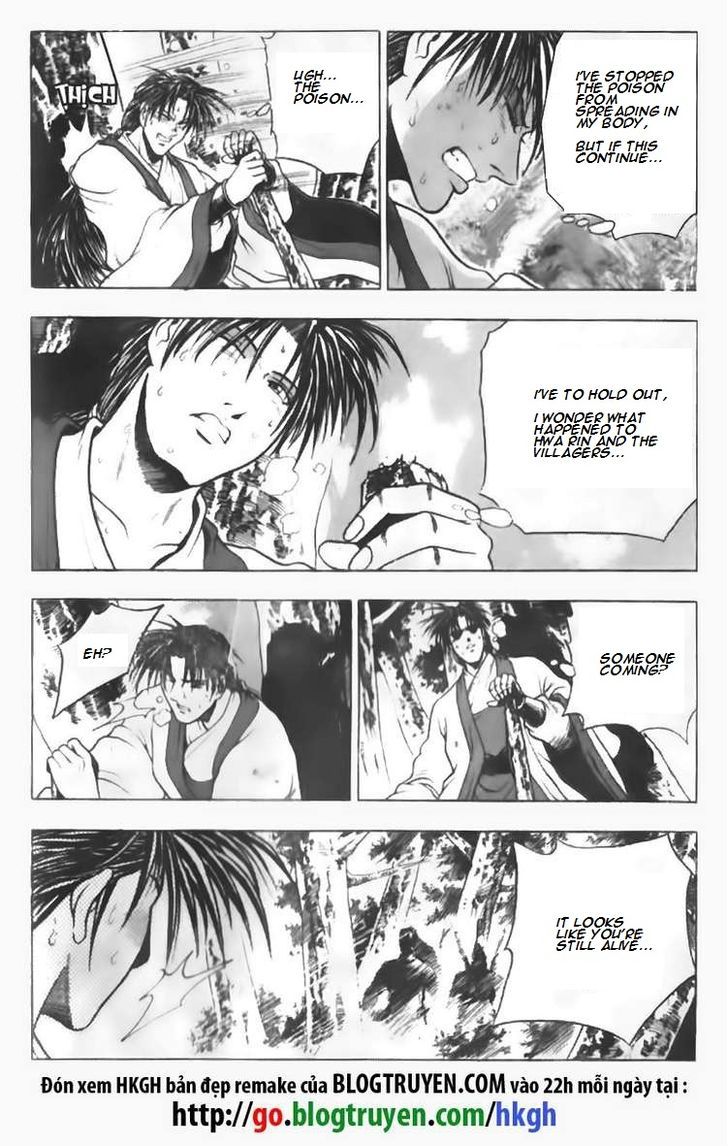 THỊCH
UGH...
THE
POISON...
I'VE STOPPED
THE POISON
FROM
SPREADING IN
MY BODY,
BUT IF THIS
CONTINUE...
I'VE TO HOLD OUT,
I WONDER WHAT
HAPPENED TO
HWA RIN AND THE
VILLAGERS...
EH?
SOMEONE
COMING?
IT LOOKS
LIKE YOU'RE
STILL ALIVE...
Đón xem HKGH bản đẹp remake của BLOGTRUYEN.COM vào 22h mỗi ngày tại :
http://go.blogtruyen.com/hkgh